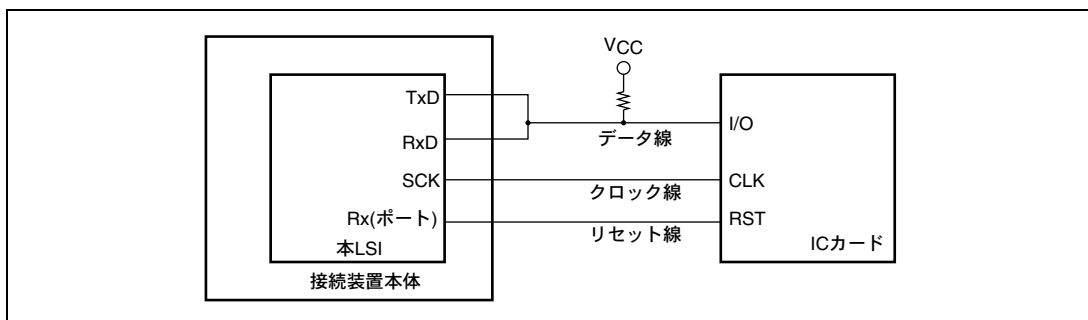 VCC
TxD
RxD
SCK
Rx(ポート)
本LSI
接続装置本体
データ線
クロック線
リセット線
I/O
CLK
RST
ICカード